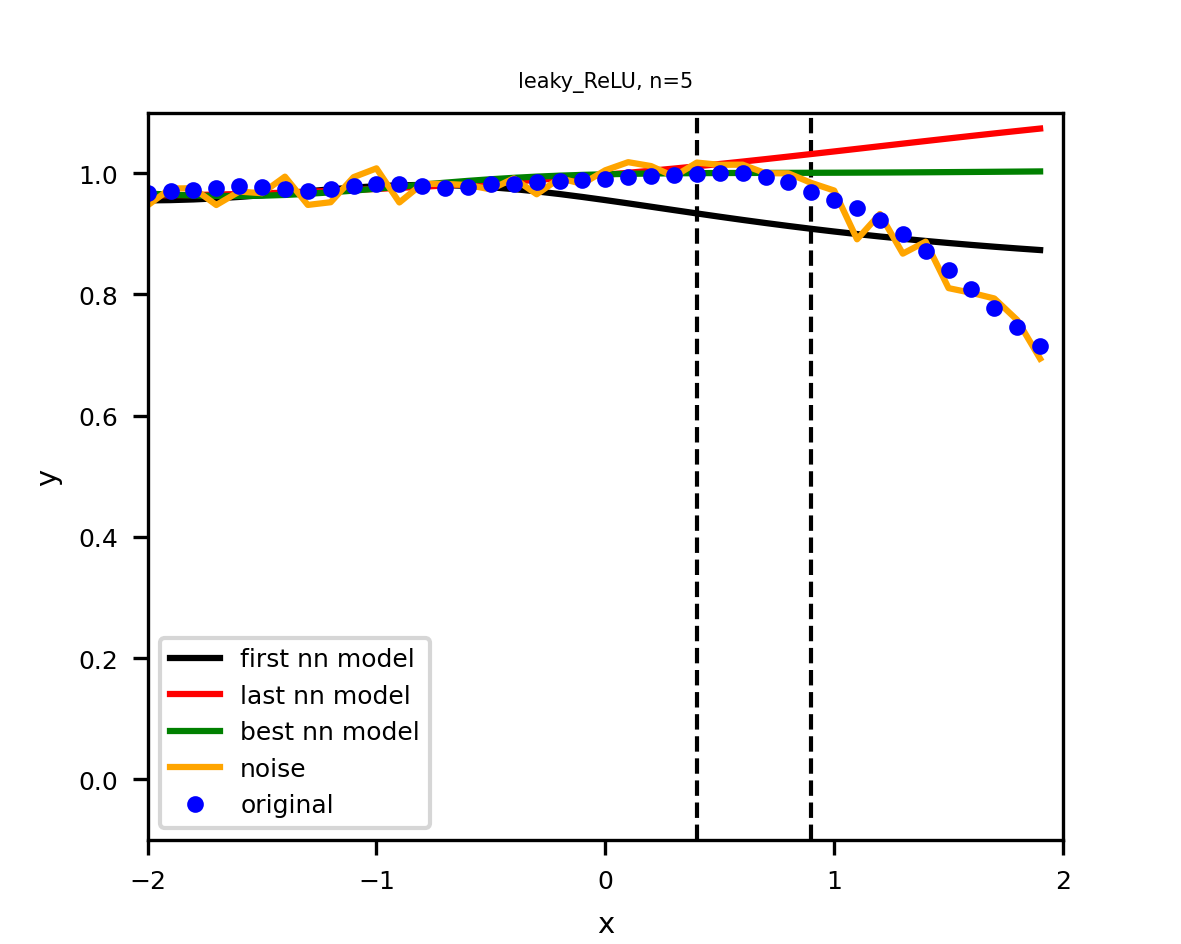 leaky_ReLU, n=5
1.0
0.8
0.6
0.4
0.2
0.0
y
first nn model
last nn model
best nn model
noise
original
−2 −1 0 1 2
x